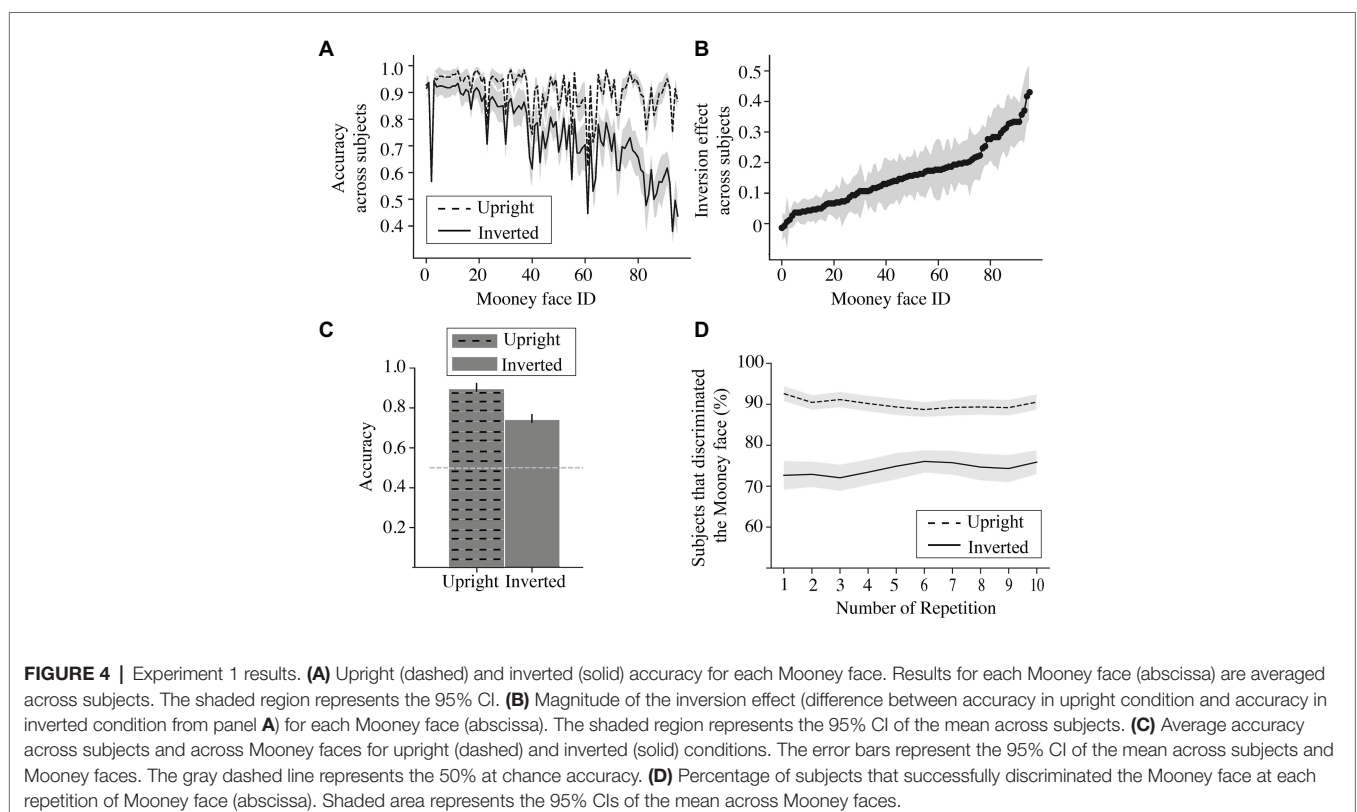 A
1.0
0.9
0.8
0.7
0.6
0.5
0.4
Accuracy
across subjects
Upright
Inverted
0 20 40 60 80
Mooney face ID
B
0.5
0.4
0.3
0.2
0.1
0
Inversion effect
across subjects
0 20 40 60 80
Mooney face ID
C
Upright
Inverted
1.0
0.8
0.6
0.4
0.2
Accuracy
Upright Inverted
D
100
90
80
70
60
Subjects that discriminated
the Mooney face (%)
Upright
Inverted
1 2 3 4 5 6 7 8 9 10
Number of Repetition
FIGURE 4 | Experiment 1 results. (A) Upright (dashed) and inverted (solid) accuracy for each Mooney face. Results for each Mooney face (abscissa) are averaged
across subjects. The shaded region represents the 95% CI. (B) Magnitude of the inversion effect (difference between accuracy in upright condition and accuracy in
inverted condition from panel A) for each Mooney face (abscissa). The shaded region represents the 95% CI of the mean across subjects. (C) Average accuracy
across subjects and across Mooney faces for upright (dashed) and inverted (solid) conditions. The error bars represent the 95% CI of the mean across subjects and
Mooney faces. The gray dashed line represents the 50% at chance accuracy. (D) Percentage of subjects that successfully discriminated the Mooney face at each
repetition of Mooney face (abscissa). Shaded area represents the 95% CIs of the mean across Mooney faces.